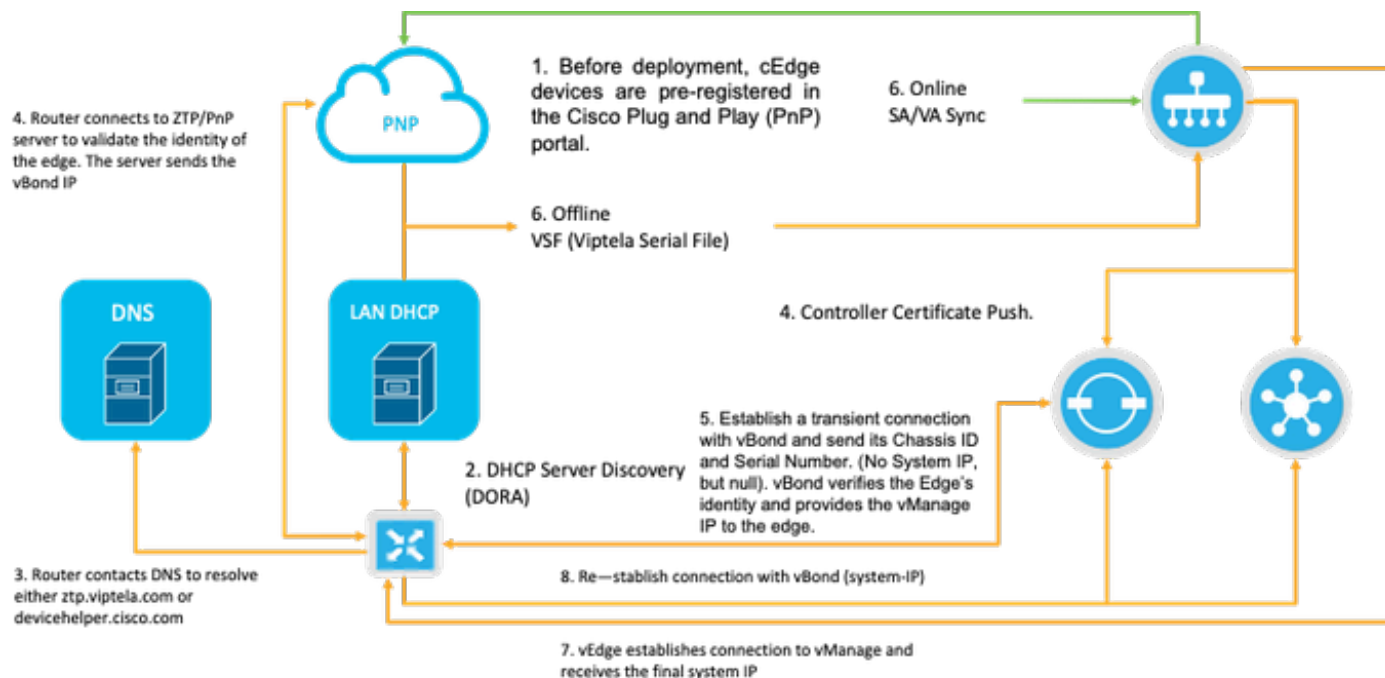 4. Router connects to ZTP/PnP
server to validate the identity of
the edge. The server sends the
vBond IP
PNP
1. Before deployment, cEdge
devices are pre-registered in
the Cisco Plug and Play (PnP)
portal.
6. Online
SA/VA Sync
6. Offline
VSF (Viptela Serial File)
DNS
LAN DHCP
4. Controller Certificate Push.
2. DHCP Server Discovery
(DORA)
5. Establish a transient connection
with vBond and send its Chassis ID
and Serial Number. (No System IP,
but null). vBond verifies the Edge's
identity and provides the vManage
IP to the edge.
3. Router contacts DNS to resolve
either ztp.viptela.com or
devicehelper.cisco.com
8. Re—stablish connection with vBond (system-IP)
7. vEdge establishes connection to vManage and
receives the final system IP